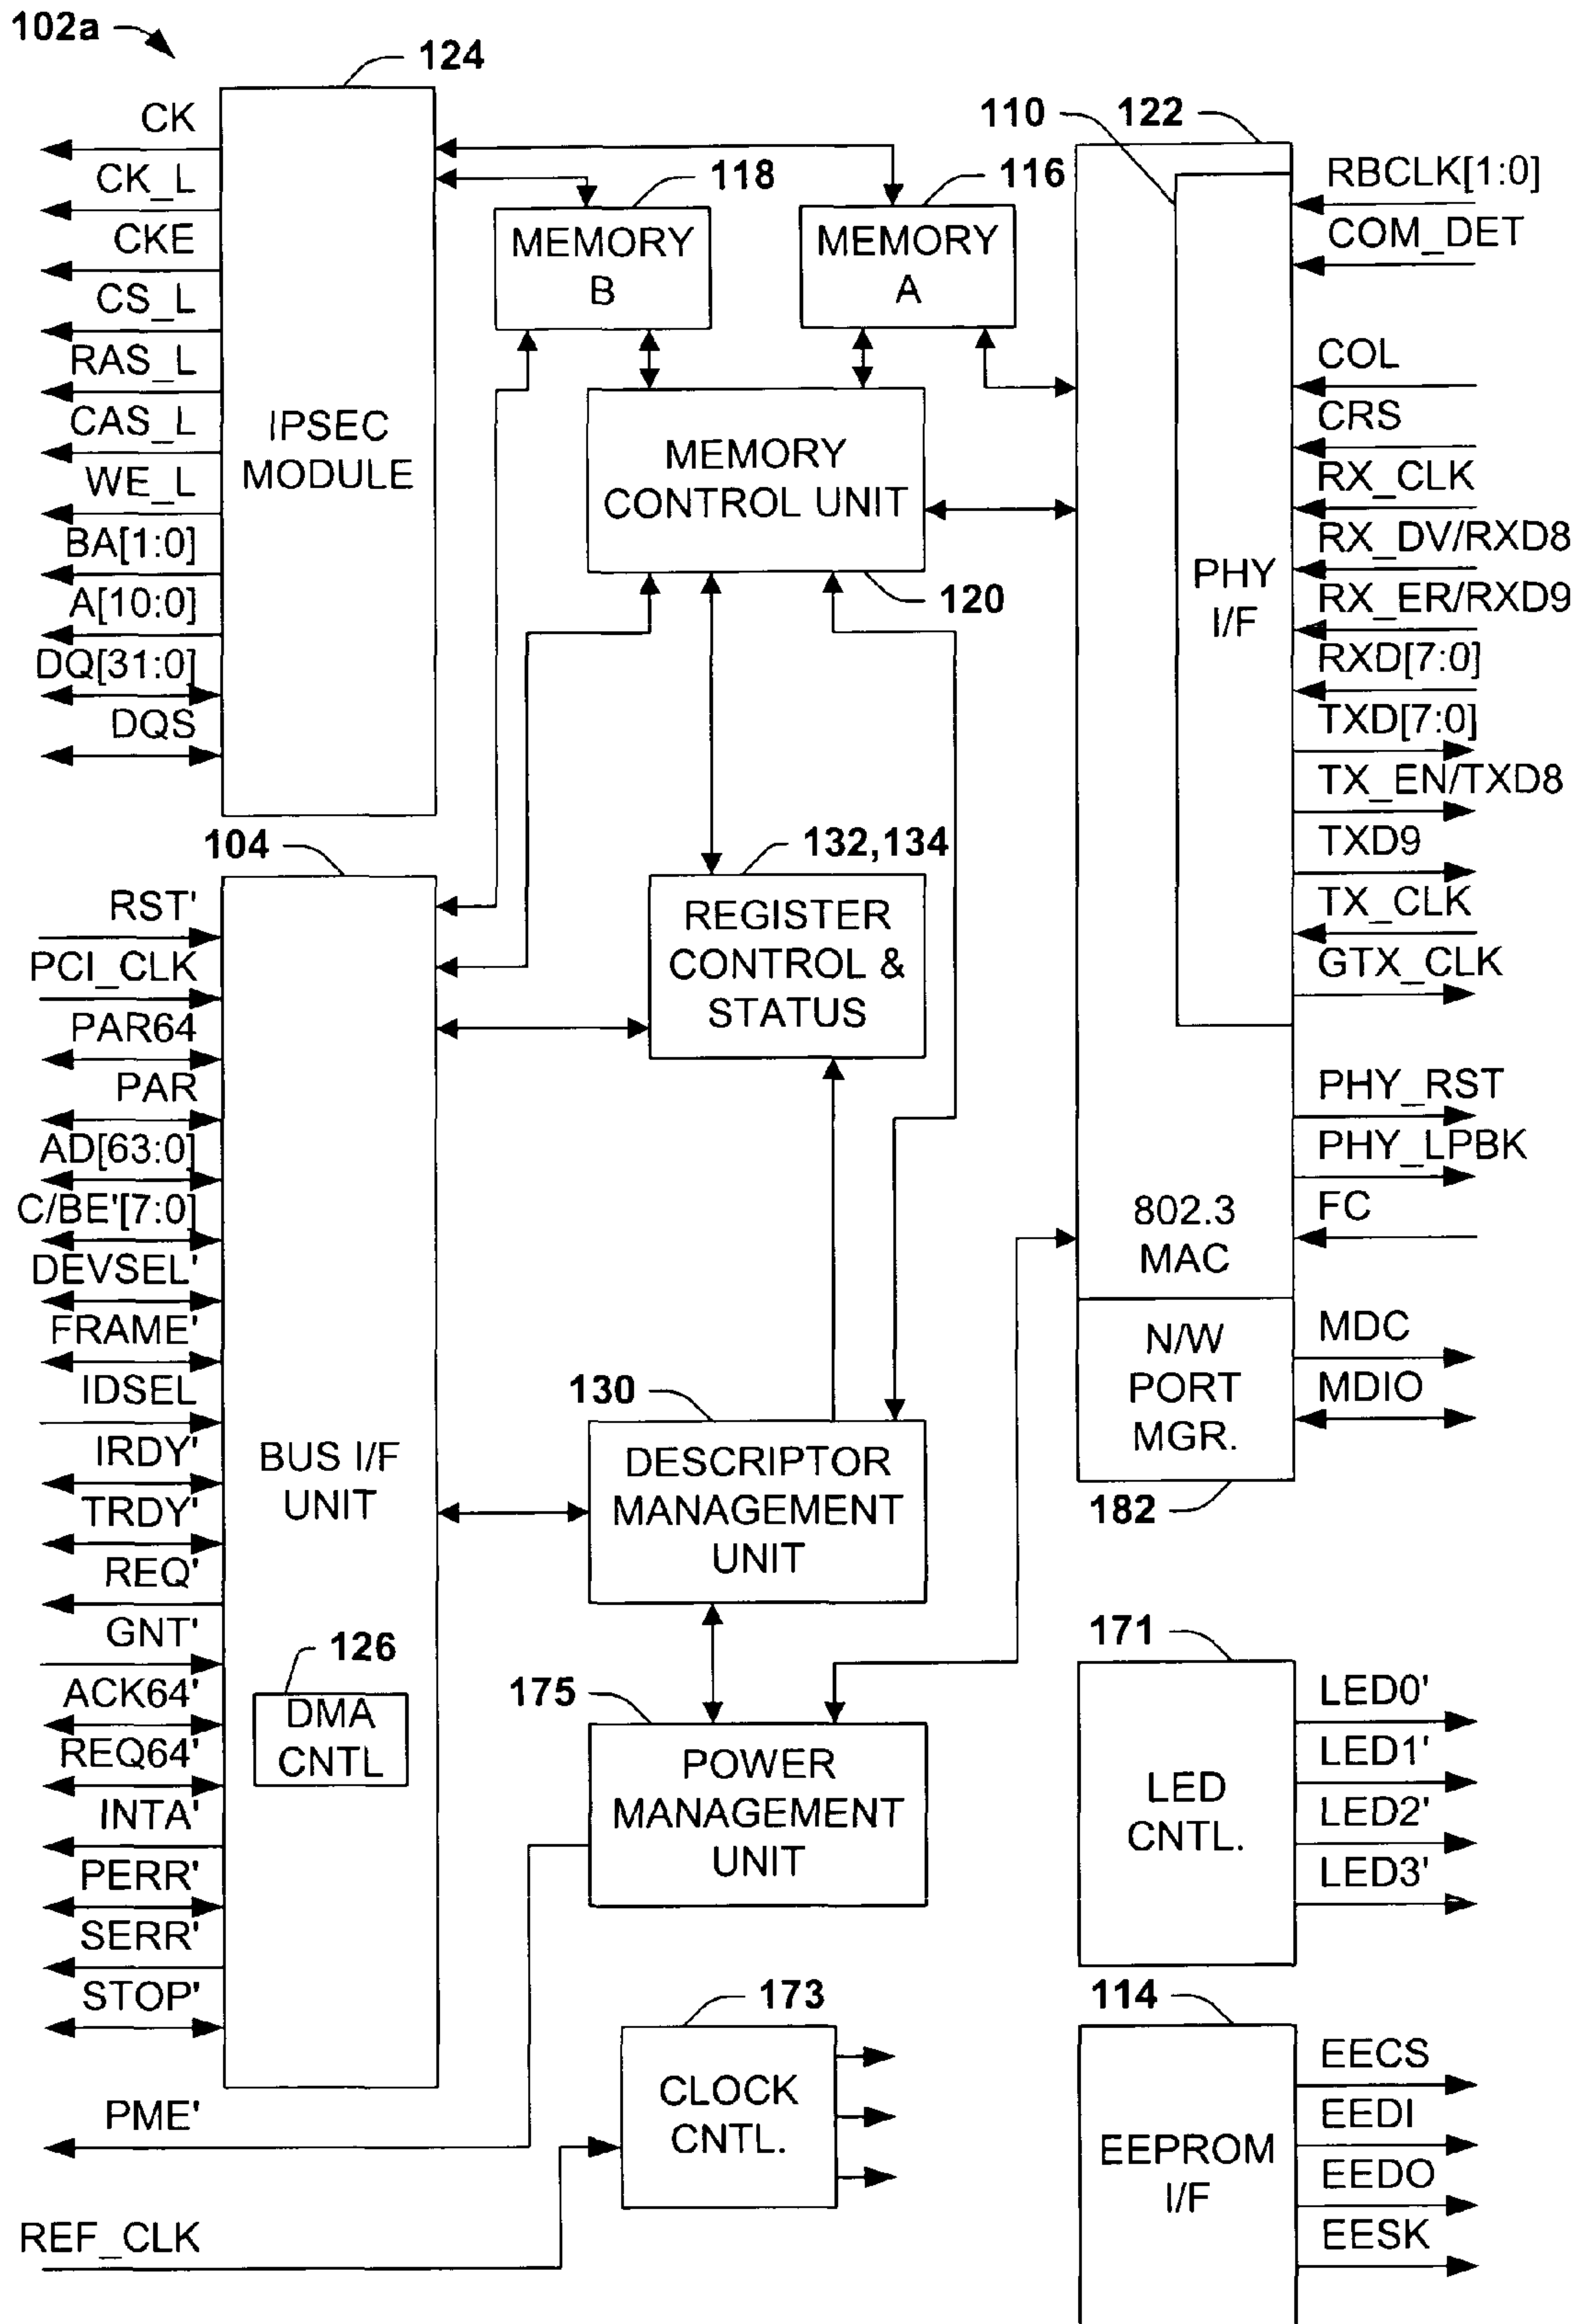 102a
124
CK
CK_L
CKE
CS_L
RAS_L
CAS_L
WE_L
BA[1:0]
A[10:0]
DQ[31:0]
DQS
IPSEC
MODULE
118
MEMORY
B
116
MEMORY
A
MEMORY
CONTROL UNIT
120
110
122
PHY
I/F
RBCLK[1:0]
COM_DET
COL
CRS
RX_CLK
RX_DV/RXD8
RX_ER/RXD9
RXD[7:0]
TXD[7:0]
TX_EN/TXD8
TXD9
TX_CLK
GTX_CLK
PHY_RST
PHY_LPBK
FC
802.3
MAC
N/W
PORT
MGR.
MDC
MDIO
182
104
RST'
PCI_CLK
PAR64
PAR
AD[63:0]
C/BE'[7:0]
DEVSEL'
FRAME'
IDSEL
IRDY'
TRDY'
REQ'
GNT'
ACK64'
REQ64'
INTA'
PERR'
SERR'
STOP'
BUS I/F
UNIT
126
DMA
CNTL
132,134
REGISTER
CONTROL &
STATUS
130
DESCRIPTOR
MANAGEMENT
UNIT
175
POWER
MANAGEMENT
UNIT
PME'
REF_CLK
173
CLOCK
CNTL.
171
LED
CNTL.
LED0'
LED1'
LED2'
LED3'
114
EEPROM
I/F
EECS
EEDI
EEDO
EESK